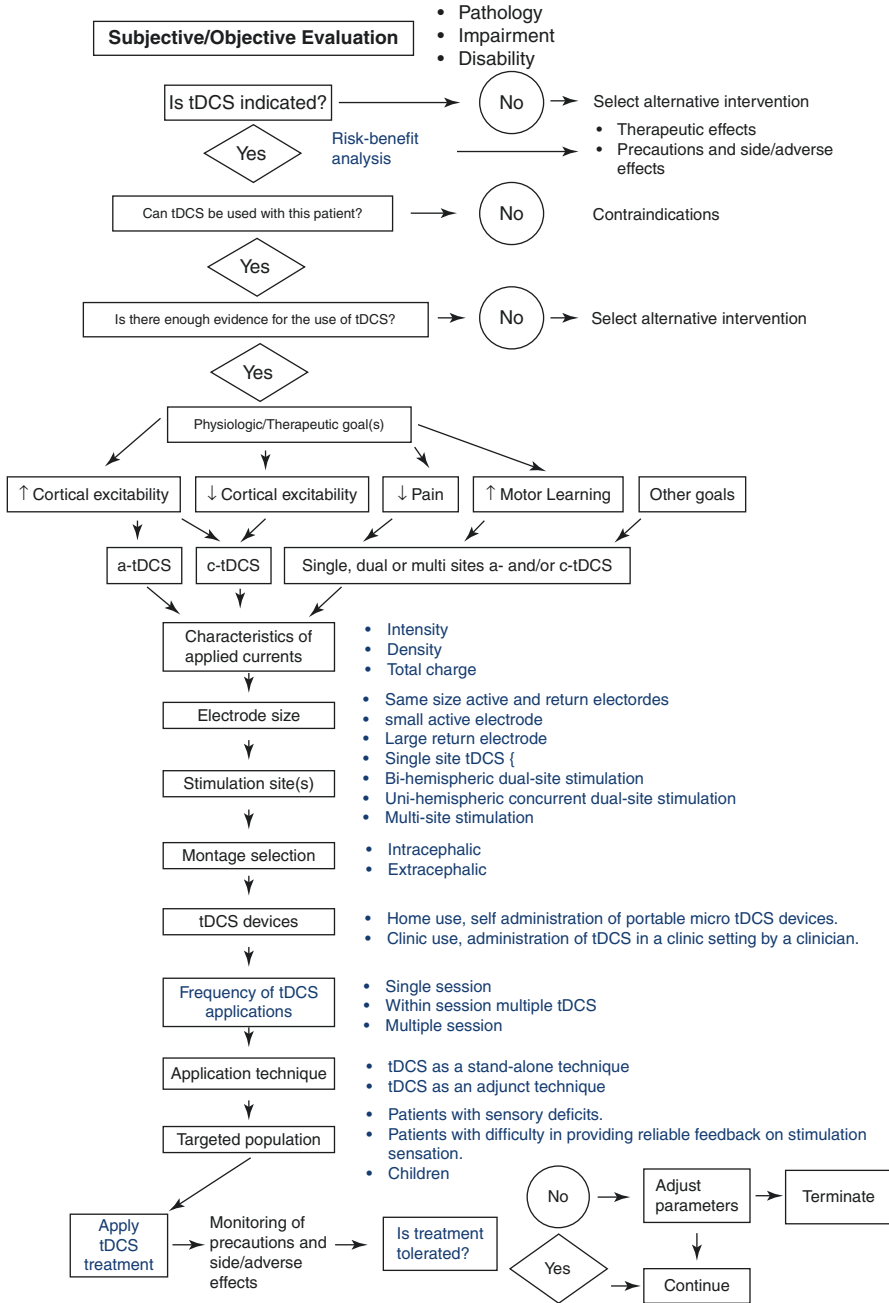 Subjective/Objective Evaluation
• Pathology
• Impairment
• Disability
Is tDCS indicated?
No
Select alternative intervention
Yes
Risk-benefit
analysis
• Therapeutic effects
• Precautions and side/adverse
effects
Can tDCS be used with this patient?
No
Contraindications
Yes
Is there enough evidence for the use of tDCS?
No
Select alternative intervention
Yes
Physiologic/Therapeutic goal(s)
↑ Cortical excitability
↓ Cortical excitability
↓ Pain
↑ Motor Learning
Other goals
a-tDCS
c-tDCS
Single, dual or multi sites a- and/or c-tDCS
Characteristics of
applied currents
• Intensity
• Density
• Total charge
Electrode size
• Same size active and return electordes
• small active electrode
• Large return electrode
Stimulation site(s)
• Single site tDCS {
• Bi-hemispheric dual-site stimulation
• Uni-hemispheric concurrent dual-site stimulation
• Multi-site stimulation
Montage selection
• Intracephalic
• Extracephalic
tDCS devices
• Home use, self administration of portable micro tDCS devices.
• Clinic use, administration of tDCS in a clinic setting by a clinician.
Frequency of tDCS
applications
• Single session
• Within session multiple tDCS
• Multiple session
Application technique
• tDCS as a stand-alone technique
• tDCS as an adjunct technique
Targeted population
• Patients with sensory deficits.
• Patients with difficulty in providing reliable feedback on stimulation
sensation.
• Children
Apply
tDCS
treatment
Monitoring of
precautions and
side/adverse
effects
Is treatment
tolerated?
No
Adjust
parameters
Terminate
Yes
Continue